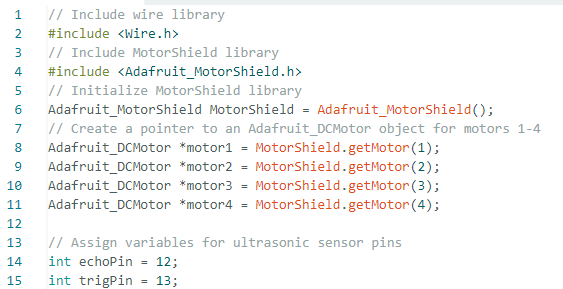 1 // Include wire library
2 #include <Wire.h>
3 // Include MotorShield library
4 #include <Adafruit_MotorShield.h>
5 // Initialize MotorShield library
6 Adafruit_MotorShield MotorShield = Adafruit_MotorShield();
7 // Create a pointer to an Adafruit_DCMotor object for motors 1-4
8 Adafruit_DCMotor *motor1 = MotorShield.getMotor(1);
9 Adafruit_DCMotor *motor2 = MotorShield.getMotor(2);
10 Adafruit_DCMotor *motor3 = MotorShield.getMotor(3);
11 Adafruit_DCMotor *motor4 = MotorShield.getMotor(4);
12
13 // Assign variables for ultrasonic sensor pins
14 int echoPin = 12;
15 int trigPin = 13;